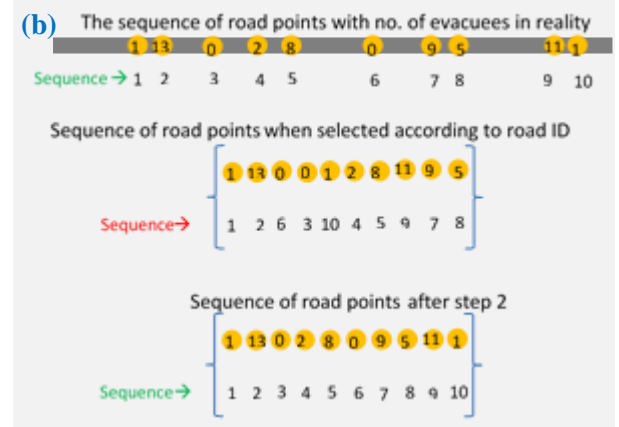 (b) The sequence of road points with no. of evacuees in reality
1 13 0 2 8 0 9 5 11 1
Sequence → 1 2 3 4 5 6 7 8 9 10
Sequence of road points when selected according to road ID
1 13 0 0 1 2 8 11 9 5
Sequence→ 1 2 6 3 10 4 5 9 7 8
Sequence of road points after step 2
1 13 0 2 8 0 9 5 11 1
Sequence→ 1 2 3 4 5 6 7 8 9 10